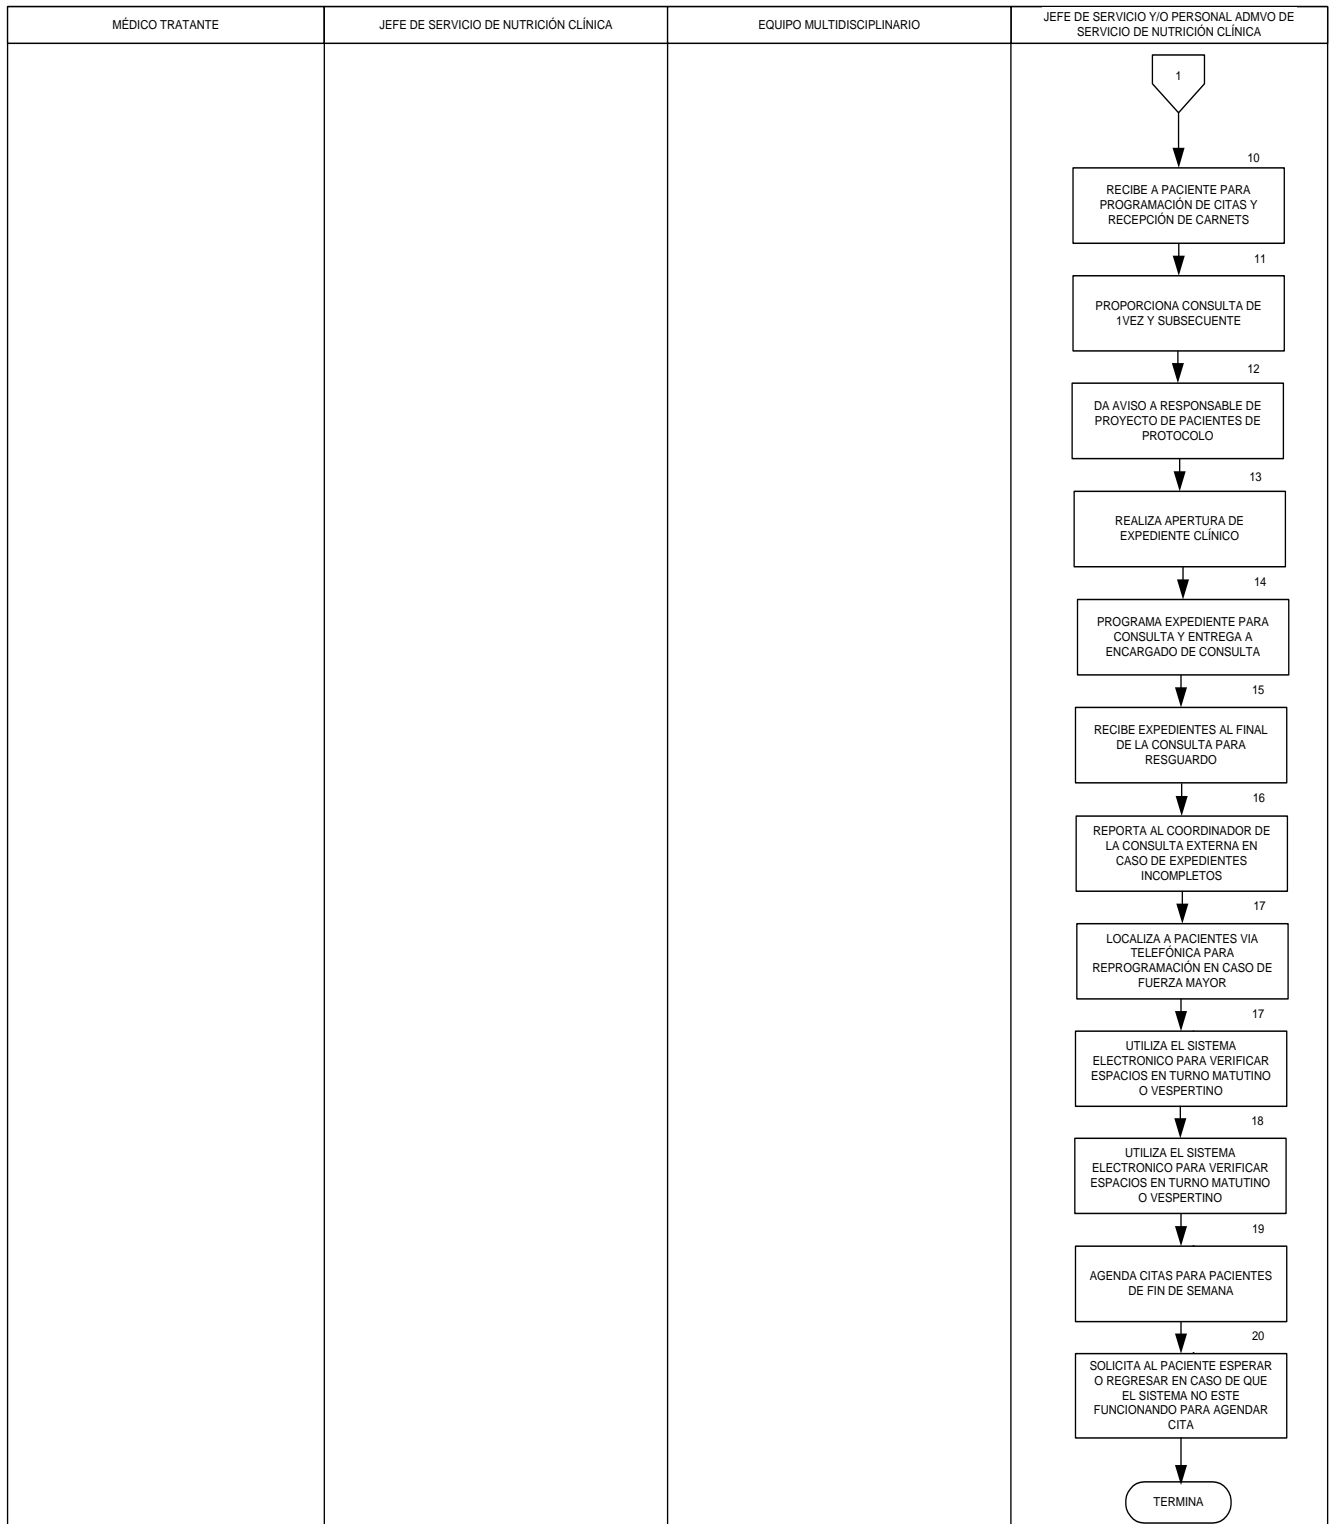 MÉDICO TRATANTE
JEFE DE SERVICIO DE NUTRICIÓN CLÍNICA
EQUIPO MULTIDISCIPLINARIO
JEFE DE SERVICIO Y/O PERSONAL ADMVO DE
SERVICIO DE NUTRICIÓN CLÍNICA
1
10
RECIBE A PACIENTE PARA
PROGRAMACIÓN DE CITAS Y
RECEPCIÓN DE CARNETS
11
PROPORCIONA CONSULTA DE
1VEZ Y SUBSECUENTE
12
DA AVISO A RESPONSABLE DE
PROYECTO DE PACIENTES DE
PROTOCOLO
13
REALIZA APERTURA DE
EXPEDIENTE CLÍNICO
14
PROGRAMA EXPEDIENTE PARA
CONSULTA Y ENTREGA A
ENCARGADO DE CONSULTA
15
RECIBE EXPEDIENTES AL FINAL
DE LA CONSULTA PARA
RESGUARDO
16
REPORTA AL COORDINADOR DE
LA CONSULTA EXTERNA EN
CASO DE EXPEDIENTES
INCOMPLETOS
17
LOCALIZA A PACIENTES VIA
TELEFÓNICA PARA
REPROGRAMACIÓN EN CASO DE
FUERZA MAYOR
17
UTILIZA EL SISTEMA
ELECTRONICO PARA VERIFICAR
ESPACIOS EN TURNO MATUTINO
O VESPERTINO
18
UTILIZA EL SISTEMA
ELECTRONICO PARA VERIFICAR
ESPACIOS EN TURNO MATUTINO
O VESPERTINO
19
AGENDA CITAS PARA PACIENTES
DE FIN DE SEMANA
20
SOLICITA AL PACIENTE ESPERAR
O REGRESAR EN CASO DE QUE
EL SISTEMA NO ESTE
FUNCIONANDO PARA AGENDAR
CITA
TERMINA